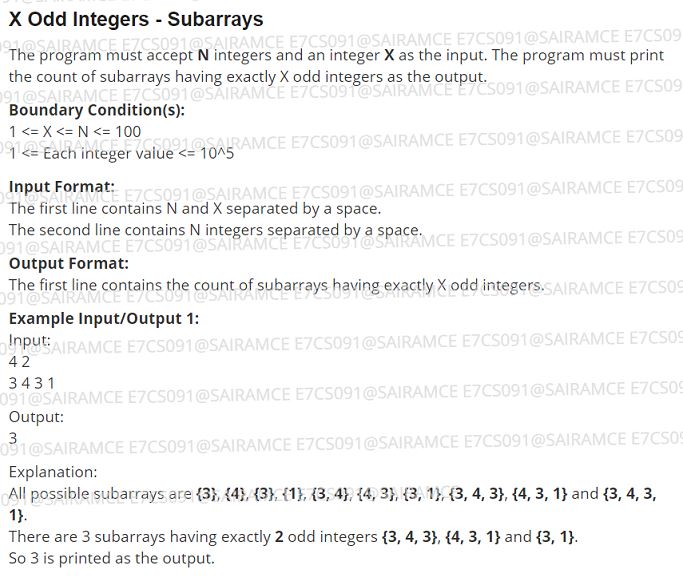 X Odd Integers - Subarrays
The program must accept N integers and an integer X as the input. The program must print
the count of subarrays having exactly X odd integers as the output.
Boundary Condition(s):
1 <= X <= N <= 100
1 <= Each integer value <= 10^5
Input Format:
The first line contains N and X separated by a space.
The second line contains N integers separated by a space.
Output Format:
The first line contains the count of subarrays having exactly X odd integers.
Example Input/Output 1:
Input:
4 2
3 4 3 1
Output:
3
Explanation:
All possible subarrays are {3}, {4}, {3}, {1}, {3, 4}, {4, 3}, {3, 1}, {3, 4, 3}, {4, 3, 1} and {3, 4, 3,
1}.
There are 3 subarrays having exactly 2 odd integers {3, 4, 3}, {4, 3, 1} and {3, 1}.
So 3 is printed as the output.